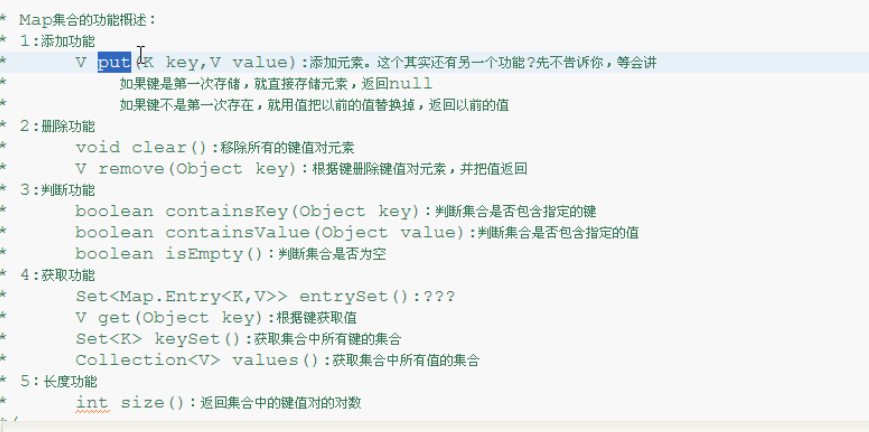 * Map集合的功能概述:
* 1:添加功能
* V put(K key,V value):添加元素。这个其实还有另一个功能?先不告诉你,等会讲
* 如果键是第一次存储,就直接存储元素,返回null
* 如果键不是第一次存在,就用值把以前的值替换掉,返回以前的值
* 2:删除功能
* void clear():移除所有的键值对元素
* V remove(Object key):根据键删除键值对元素,并把值返回
* 3:判断功能
* boolean containsKey(Object key):判断集合是否包含指定的键
* boolean containsValue(Object value):判断集合是否包含指定的值
* boolean isEmpty():判断集合是否为空
* 4:获取功能
* Set<Map.Entry<K,V>> entrySet():???
* V get(Object key):根据键获取值
* Set<K> keySet():获取集合中所有键的集合
* Collection<V> values():获取集合中所有值的集合
* 5:长度功能
* int size():返回集合中的键值对的对数
*/